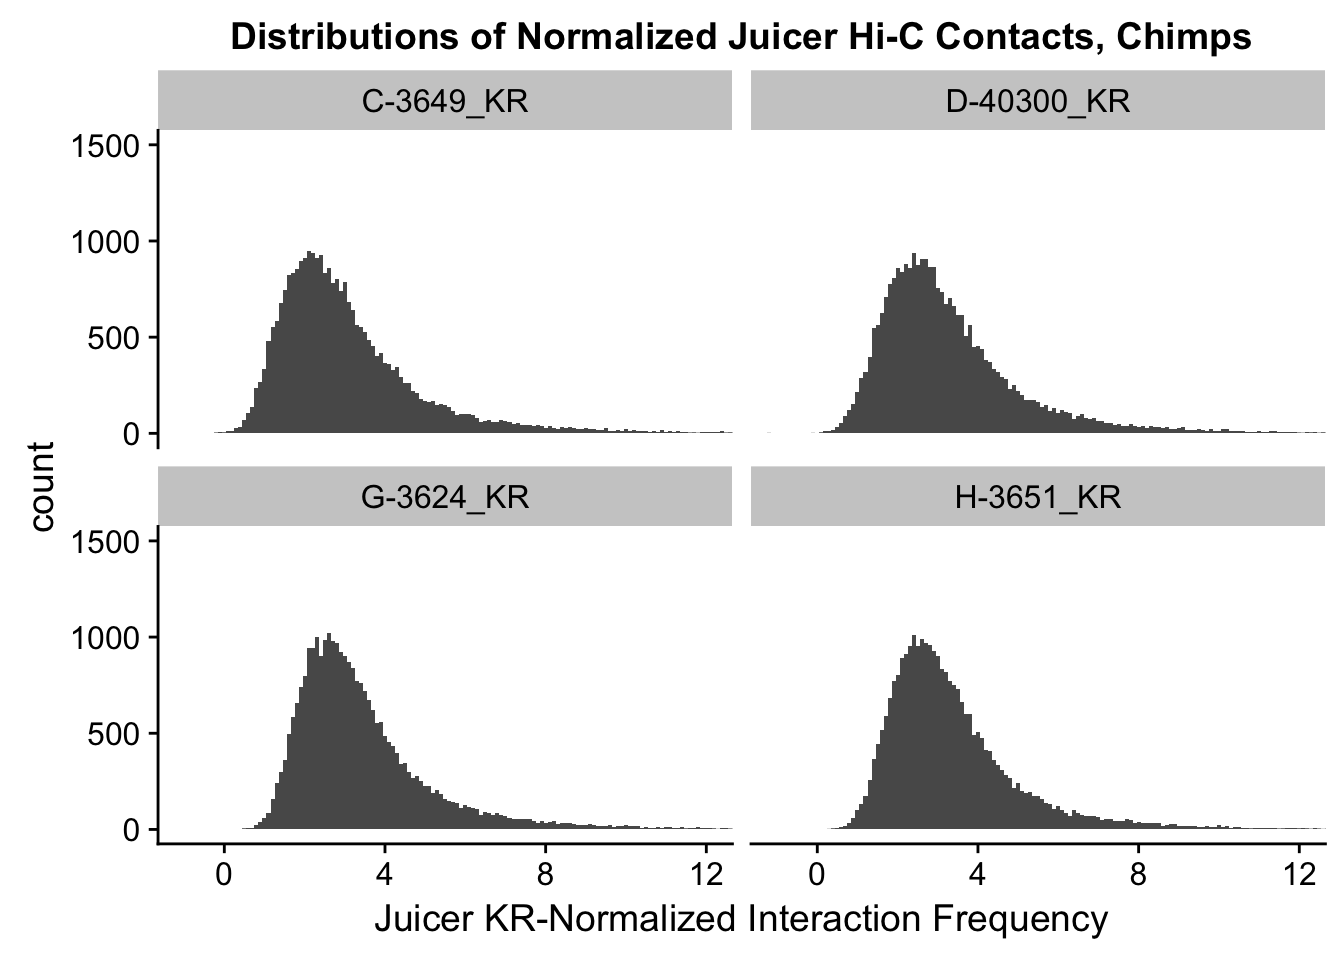 Distributions of Normalized Juicer Hi-C Contacts, Chimps
C-3649_KR
D-40300_KR
1500
1000
500
0
count
G-3624_KR
H-3651_KR
1500
1000
500
0
0 4 8 12
0 4 8 12
Juicer KR-Normalized Interaction Frequency